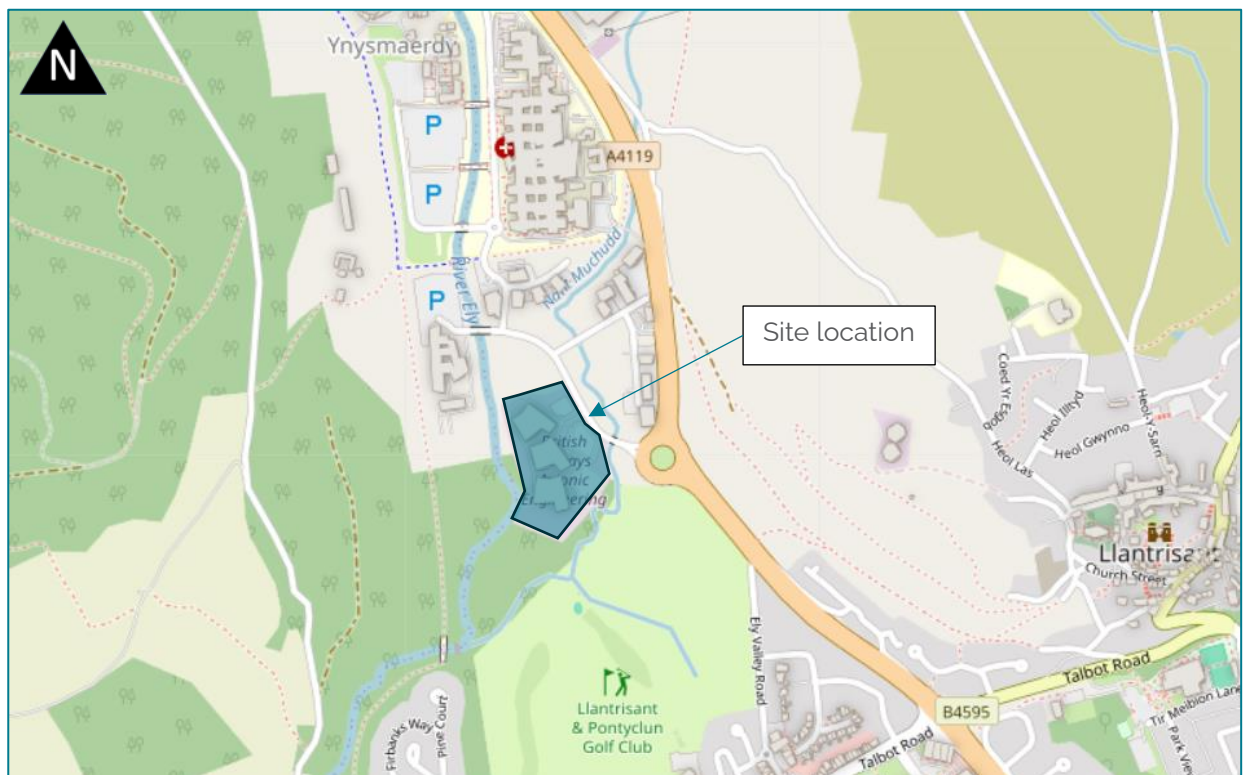 N
Ynysmaerdy
P
P
A4119
River Ely
Nant Muchudd
P
Site location
British
Engineering
Coed Yr Es
Heol Illtyd
Heol Gwynno
Heol Las
Heol-Y-Sarn
Llantrisant
Church Street
Ely Valley Road
Talbot Road
B4595
Tir Meibion Lane
Park View
Talbot Road
Llantrisant
& Pontyclun
Golf Club
Firbanks Way
Pine Court